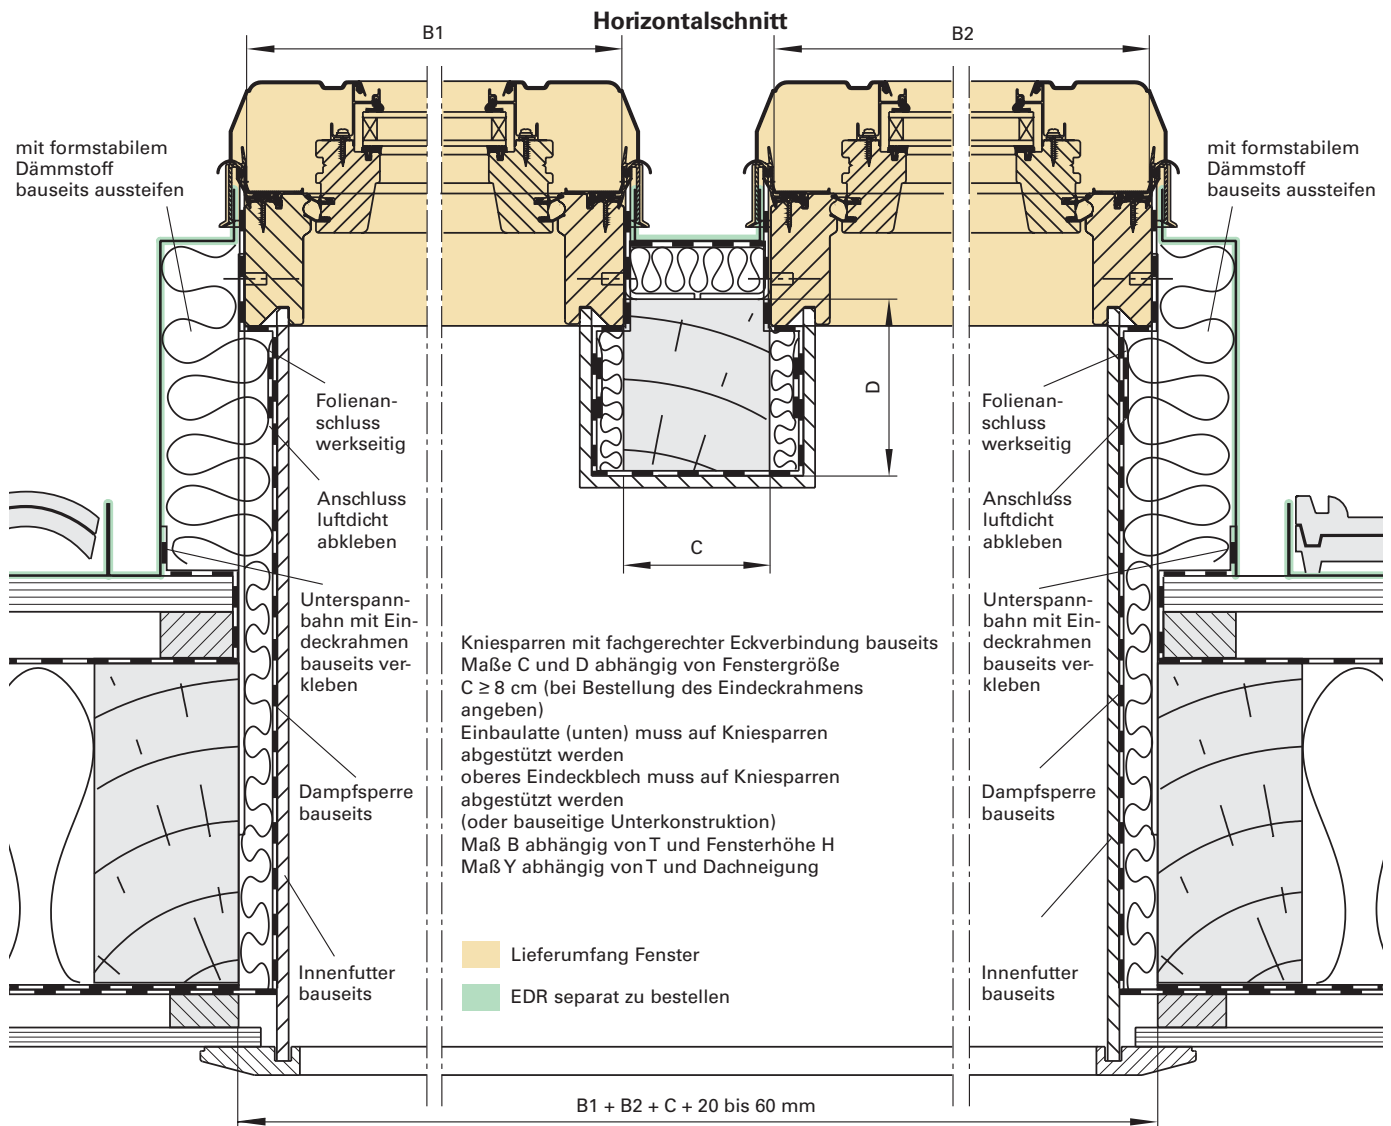 Horizontalschnitt
B1
B2
mit formstabilem
Dämmstoff
bauseits aussteifen
mit formstabilem
Dämmstoff
bauseits aussteifen
D
Folienan-
schluss
werkseitig
Folienan-
schluss
werkseitig
Anschluss
luftdicht
abkleben
Anschluss
luftdicht
abkleben
C
Unterspann-
bahn mit Ein-
deckrahmen
bauseits ver-
kleben
Unterspann-
bahn mit Ein-
deckrahmen
bauseits ver-
kleben
Kniesparren mit fachgerechter Eckverbindung bauseits
Maße C und D abhängig von Fenstergröße
C ≥ 8 cm (bei Bestellung des Eindeckrahmens
angeben)
Einbaulatte (unten) muss auf Kniesparren
abgestützt werden
oberes Eindeckblech muss auf Kniesparren
abgestützt werden
(oder bauseitige Unterkonstruktion)
Maß B abhängig von T und Fensterhöhe H
Maß Y abhängig von T und Dachneigung
Dampfsperre
bauseits
Dampfsperre
bauseits
Lieferumfang Fenster
EDR separat zu bestellen
Innenfutter
bauseits
Innenfutter
bauseits
B1 + B2 + C + 20 bis 60 mm